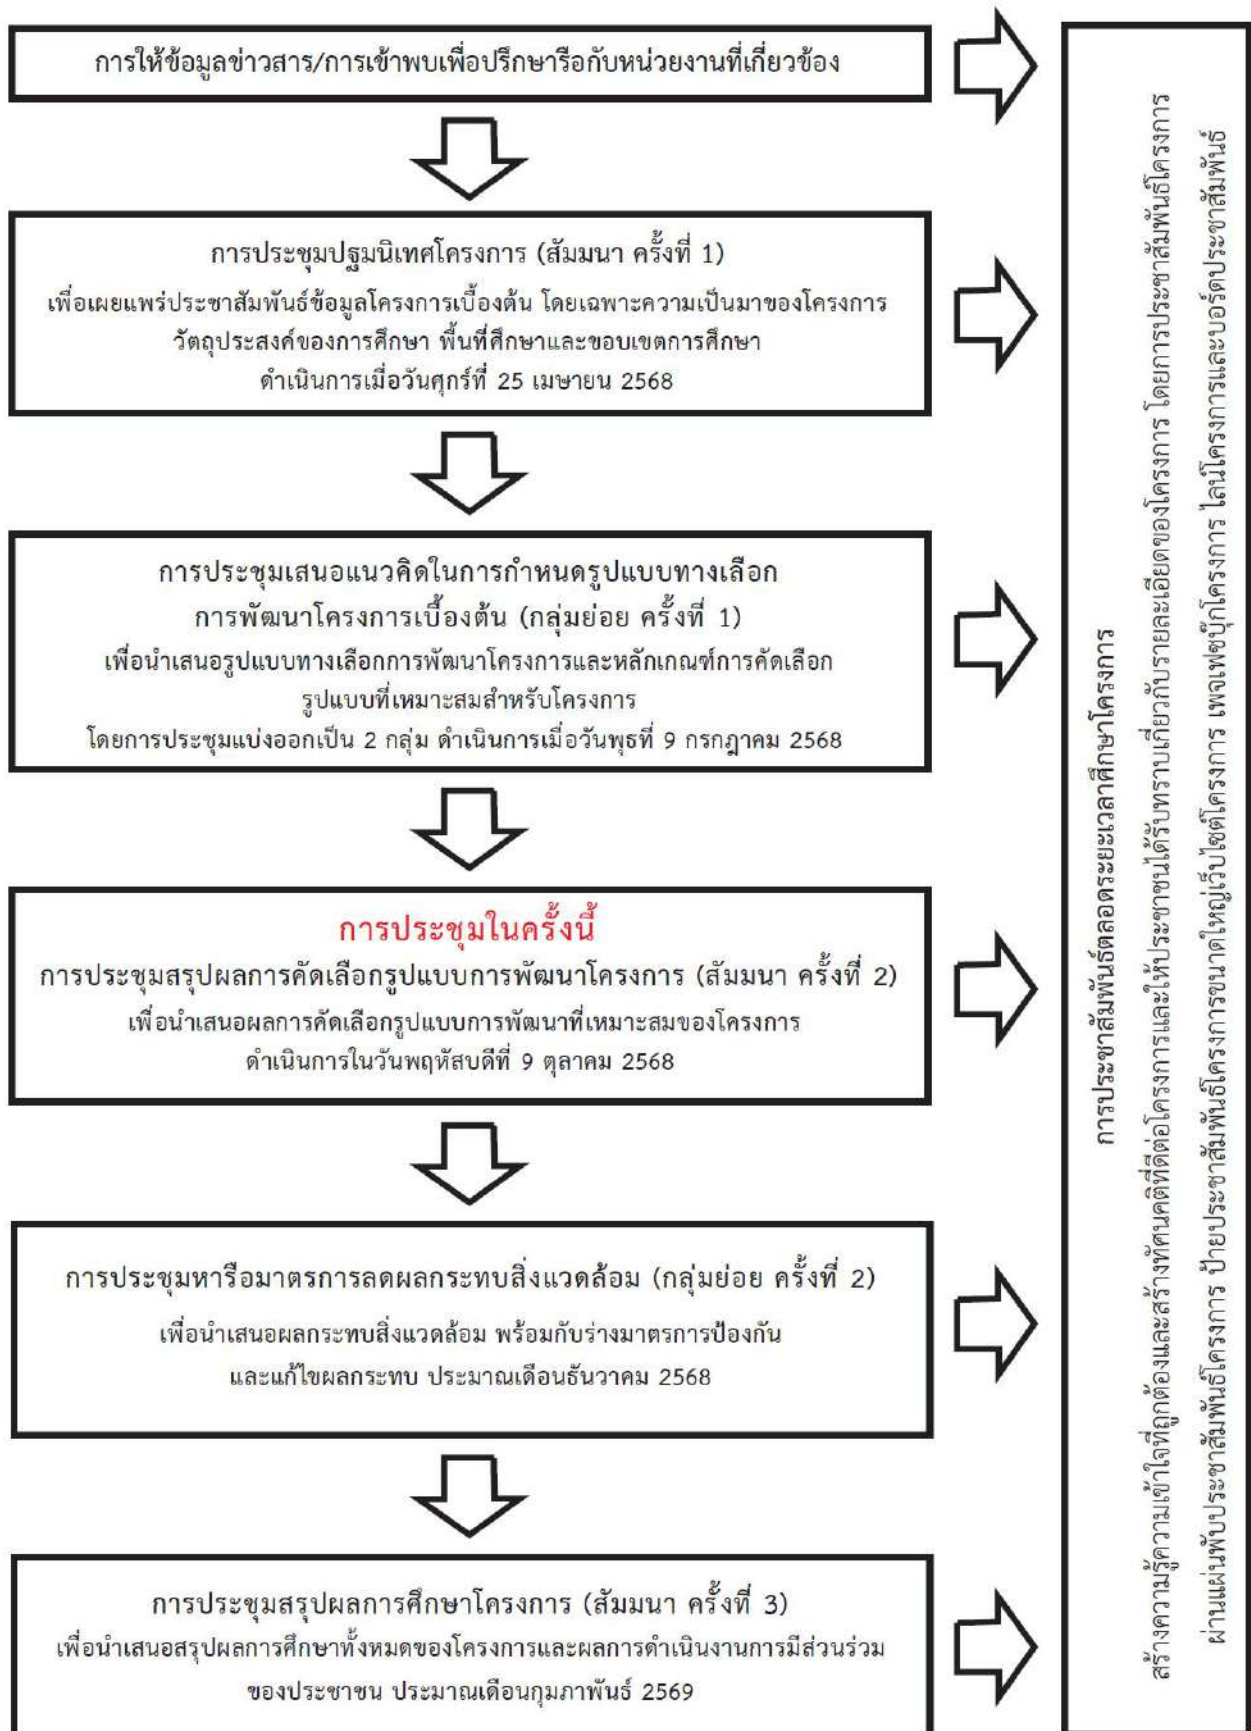 การให้ข้อมูลข่าวสาร/การเข้าพบเพื่อปรึกษารือกับหน่วยงานที่เกี่ยวข้อง
การประชุมปฐมนิเทศโครงการ (สัมมนา ครั้งที่ 1)
เพื่อเผยแพร่ประชาสัมพันธ์ข้อมูลโครงการเบื้องต้น โดยเฉพาะความเป็นมาของโครงการ
วัตถุประสงค์ของการศึกษา พื้นที่ศึกษาและขอบเขตการศึกษา
ดำเนินการเมื่อวันศุกร์ที่ 25 เมษายน 2568
การประชุมเสนอแนวคิดในการกำหนดรูปแบบทางเลือก
การพัฒนาโครงการเบื้องต้น (กลุ่มย่อย ครั้งที่ 1)
เพื่อนำเสนอรูปแบบทางเลือกการพัฒนาโครงการและหลักเกณฑ์การคัดเลือก
รูปแบบที่เหมาะสมสำหรับโครงการ
โดยการประชุมแบ่งออกเป็น 2 กลุ่ม ดำเนินการเมื่อวันพุธที่ 9 กรกฎาคม 2568
การประชุมในครั้งนี้
การประชุมสรุปผลการคัดเลือกรูปแบบการพัฒนาโครงการ (สัมมนา ครั้งที่ 2)
เพื่อนำเสนอผลการคัดเลือกรูปแบบการพัฒนาที่เหมาะสมของโครงการ
ดำเนินการในวันพฤหัสบดีที่ 9 ตุลาคม 2568
การประชุมหารือมาตรการลดผลกระทบสิ่งแวดล้อม (กลุ่มย่อย ครั้งที่ 2)
เพื่อนำเสนอผลกระทบสิ่งแวดล้อม พร้อมกับร่างมาตรการป้องกัน
และแก้ไขผลกระทบ ประมาณเดือนธันวาคม 2568
การประชุมสรุปผลการศึกษาโครงการ (สัมมนา ครั้งที่ 3)
เพื่อนำเสนอสรุปผลการศึกษาทั้งหมดของโครงการและผลการดำเนินงานการมีส่วนร่วม
ของประชาชน ประมาณเดือนกุมภาพันธ์ 2569
การประชาสัมพันธ์ตลอดระยะเวลาศึกษาโครงการ
สร้างความรู้ความเข้าใจที่ถูกต้องและสร้างทัศนคติที่ดีต่อโครงการและให้ประชาชนได้รับทราบเกี่ยวกับรายละเอียดของโครงการ โดยการประชาสัมพันธ์โครงการ
ผ่านแผ่นพับประชาสัมพันธ์โครงการ ป้ายประชาสัมพันธ์โครงการขนาดใหญ่เว็บไซต์โครงการ เพจเฟซบุ๊กโครงการ ไลน์โครงการและบอร์ดประชาสัมพันธ์